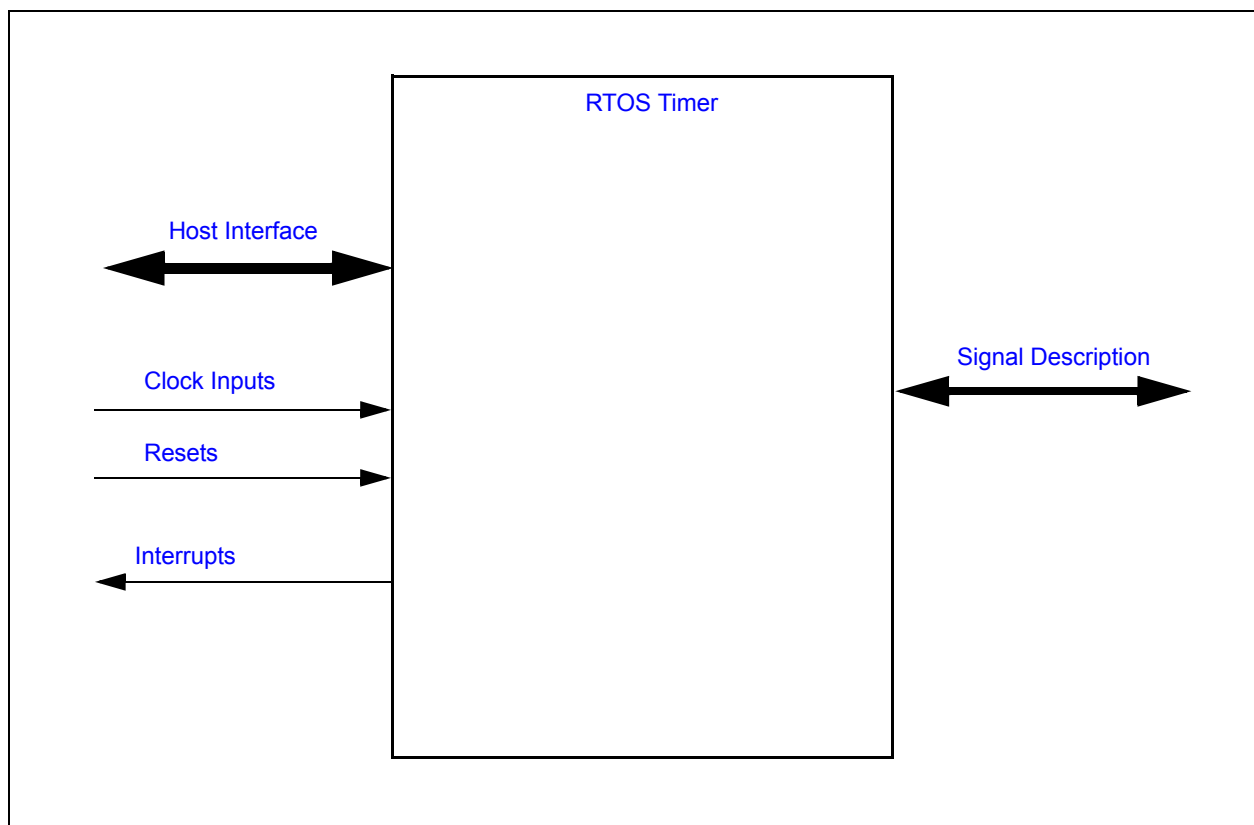 RTOS Timer
Host Interface
Signal Description
Clock Inputs
Resets
Interrupts